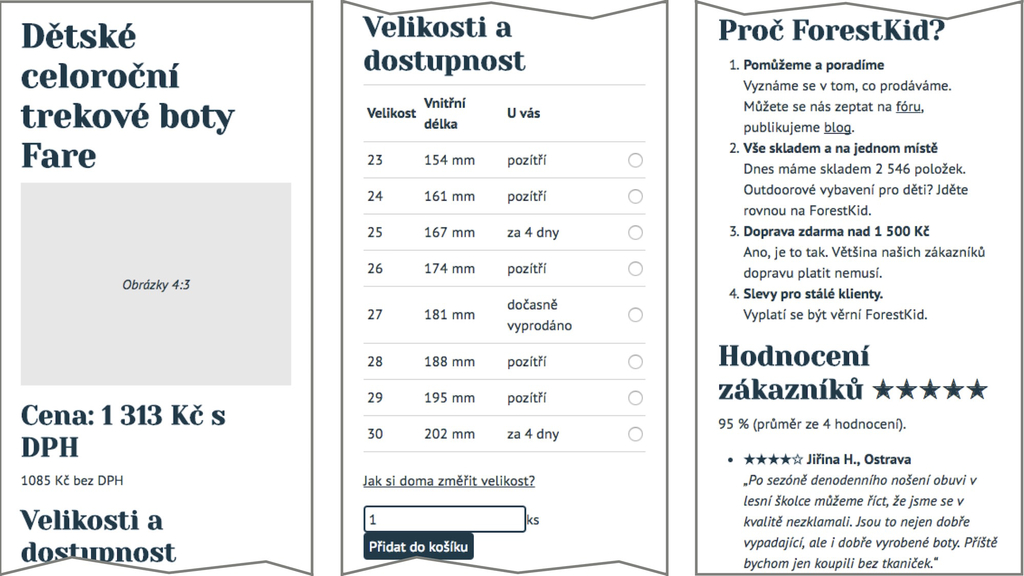 Dětské
celoroční
trekové boty
Fare
Obrázky 4:3
Cena: 1 313 Kč s
DPH
1085 Kč bez DPH
Velikosti a
dostupnost
Velikosti a
dostupnost
Velikost Vnitřní délka U vás
23 154 mm pozítří
24 161 mm pozítří
25 167 mm za 4 dny
26 174 mm pozítří
27 181 mm dočasně vyprodáno
28 188 mm pozítří
29 195 mm pozítří
30 202 mm za 4 dny
Jak si doma změřit velikost?
1 ks
Přidat do košíku
Proč ForestKid?
1. Pomůžeme a poradíme
Vyznáme se v tom, co prodáváme.
Můžete se nás zeptat na fóru,
publikujeme blog.
2. Vše skladem a na jednom místě
Dnes máme skladem 2 546 položek.
Outdoorové vybavení pro děti? Jděte
rovnou na ForestKid.
3. Doprava zdarma nad 1 500 Kč
Ano, je to tak. Většina našich zákazníků
dopravu platit nemusí.
4. Slevy pro stálé klienty.
Vyplatí se být věrní ForestKid.
Hodnocení
zákazníků ★★★★★
95 % (průměr ze 4 hodnocení).
• ★★★★☆ Jiřina H., Ostrava
„Po sezóně denodenního nošení obuvi v
lesní školce můžeme říct, že jsme se v
kvalitě nezklamali. Jsou to nejen dobře
vypadající, ale i dobře vyrobené boty. Příště
bychom jen koupili bez tkaniček.“